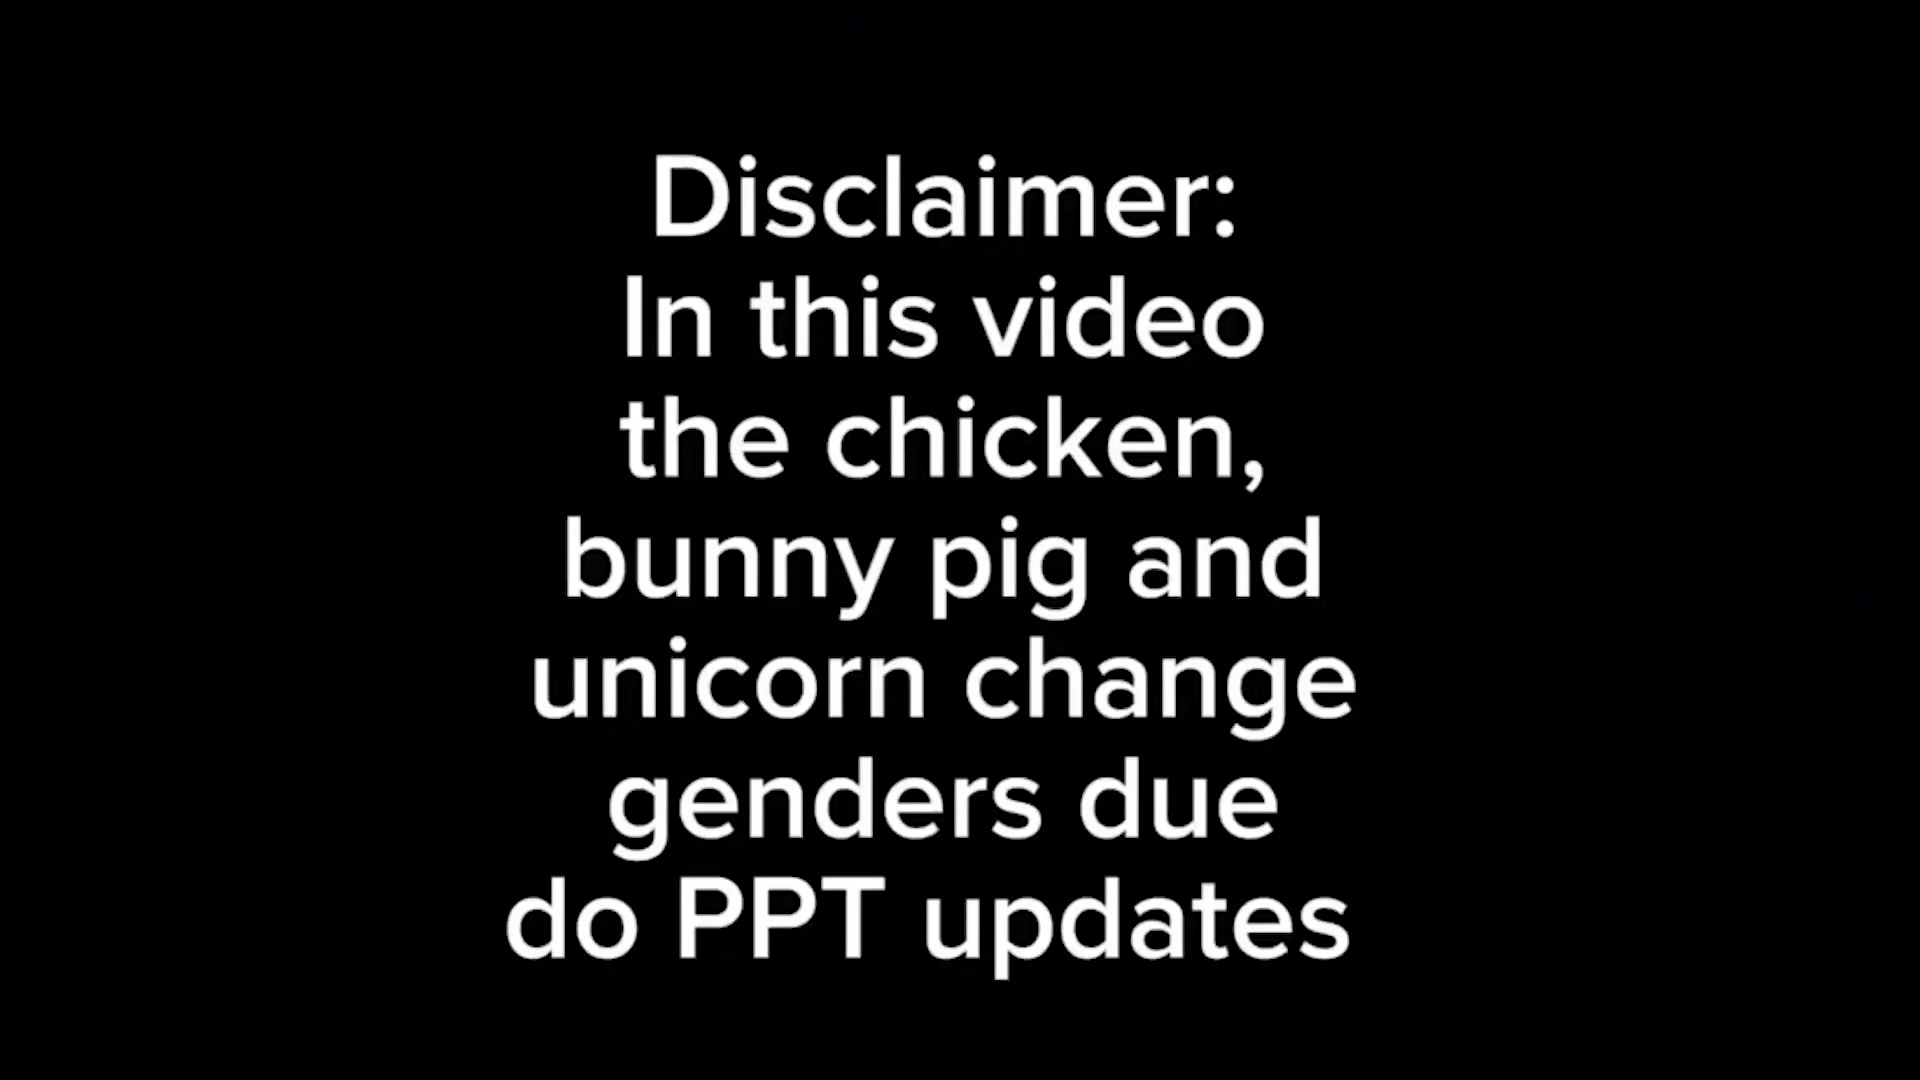 Disclaimer:
In this video
the chicken,
bunny pig and
unicorn change
genders due
do PPT updates